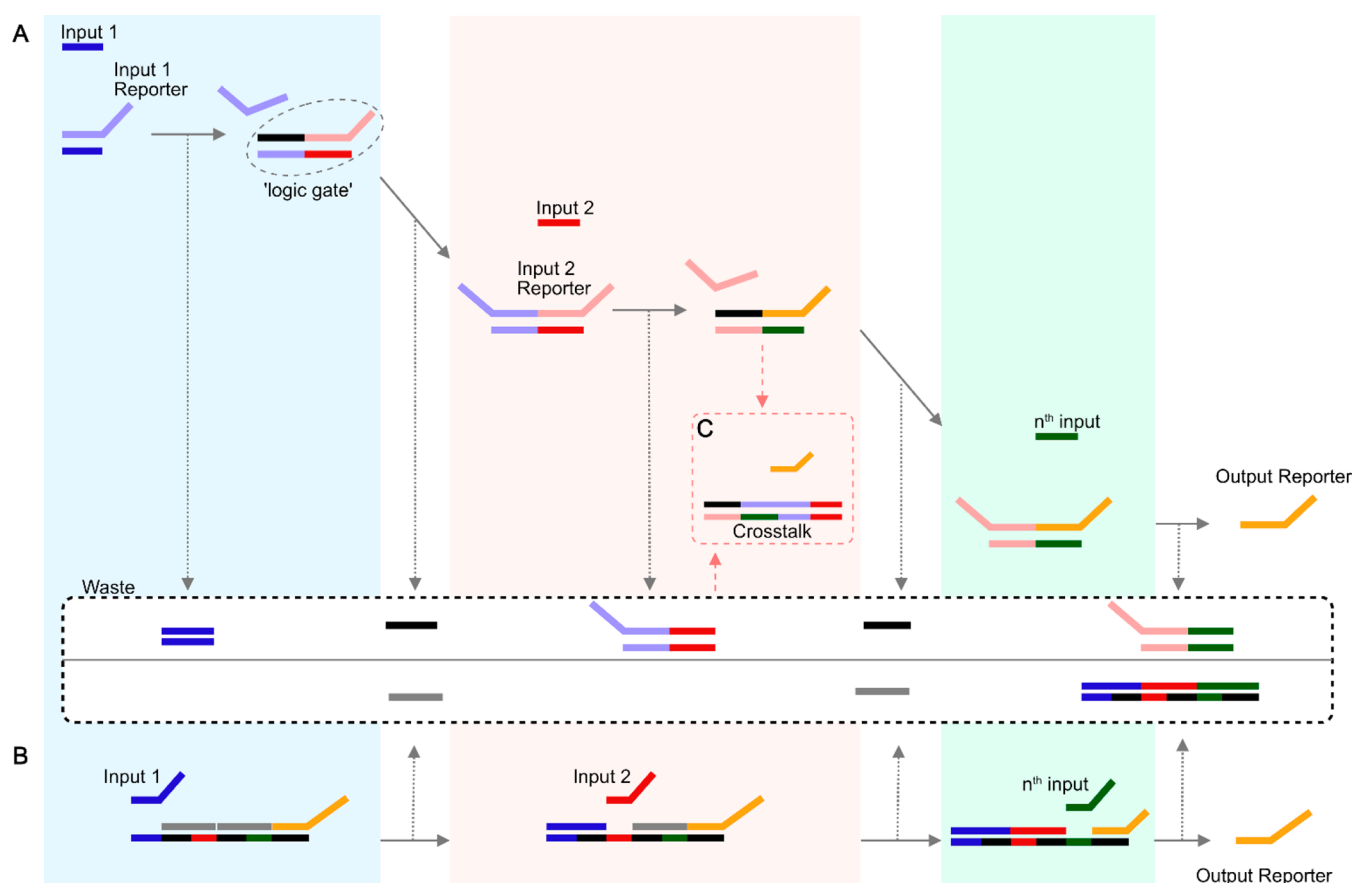 A
Input 1
Input 1
Reporter
'logic gate'
Input 2
Input 2
Reporter
C
Crosstalk
nth input
Output Reporter
Waste
B
Input 1
Input 2
nth input
Output Reporter